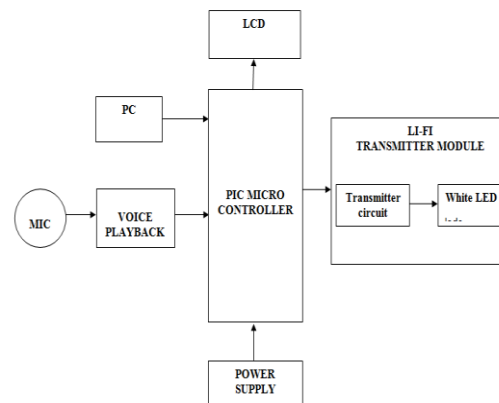 LCD
PC
LI-FI
TRANSMITTER MODULE
PIC MICRO
CONTROLLER
Transmitter
circuit
White LED
MIC
VOICE
PLAYBACK
POWER
SUPPLY